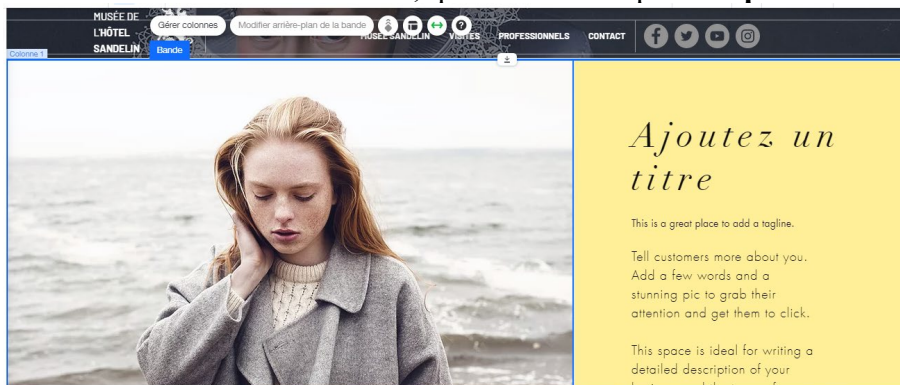 MUSÉE DE
L'HÔTEL
SANDELIN
Gérer colonnes
Modifier arrière-plan de la bande
?
Bande
MUSÉE SANDELIN
VISITES
PROFESSIONNELS
CONTACT
Colonne 1
Ajoutez un
titre
This is a great place to add a tagline.
Tell customers more about you.
Add a few words and a
stunning pic to grab their
attention and get them to click.
This space is ideal for writing a
detailed description of your